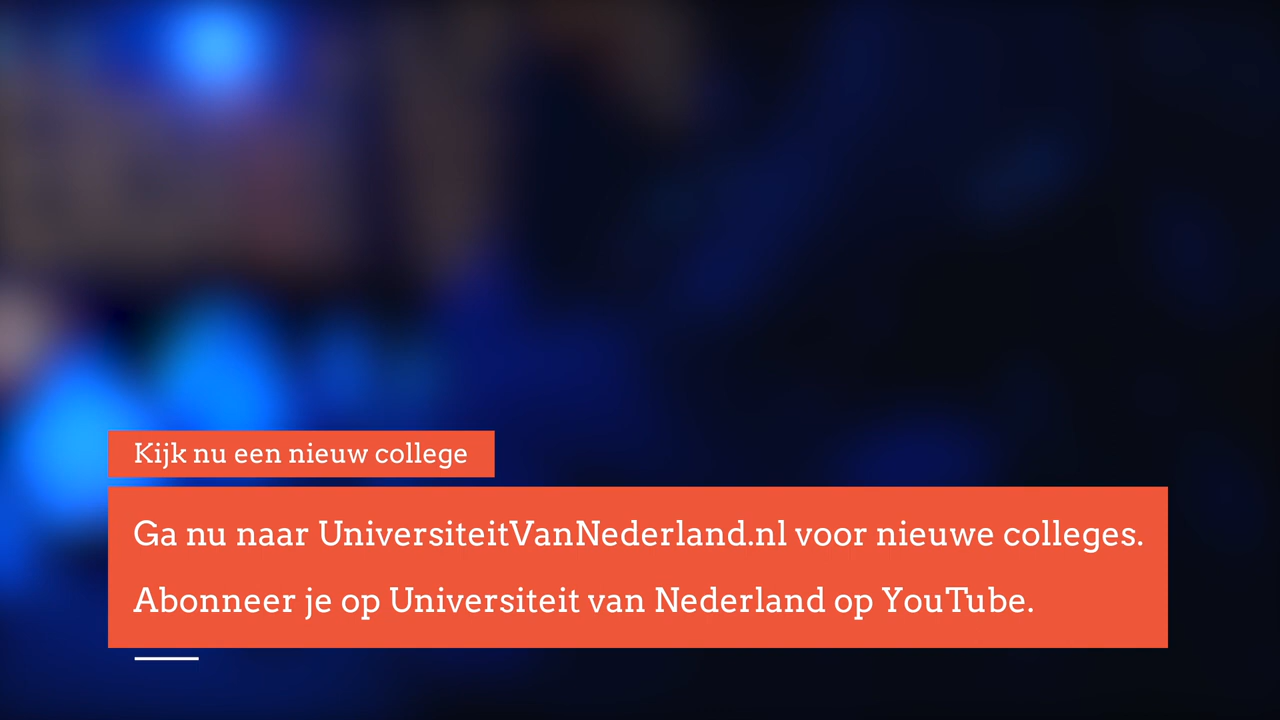 Kijk nu een nieuw college
Ga nu naar UniversiteitVanNederland.nl voor nieuwe colleges.
Abonneer je op Universiteit van Nederland op YouTube.